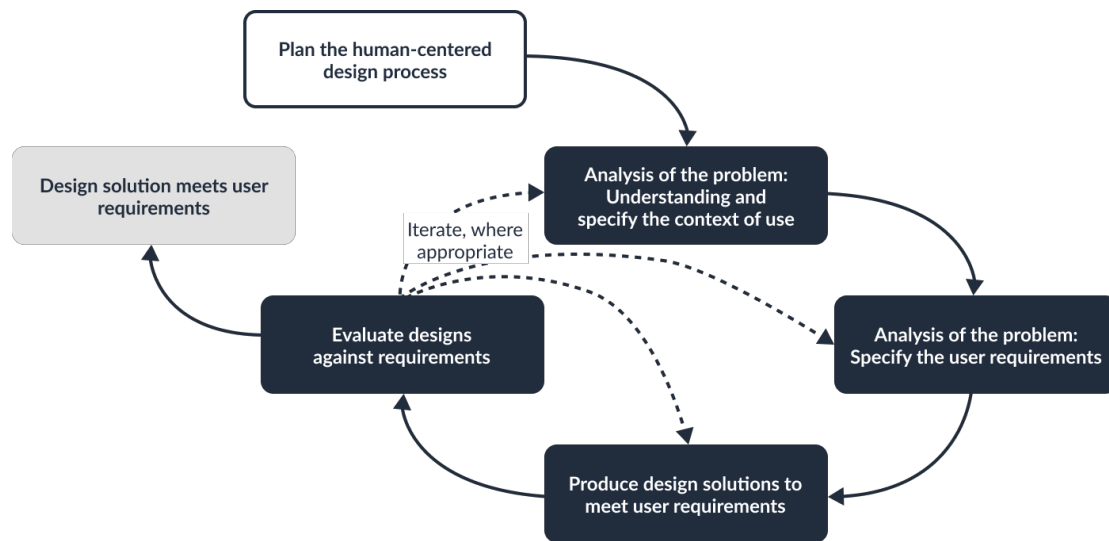 Plan the human-centered
design process
Analysis of the problem:
Understanding and
specify the context of use
Design solution meets user
requirements
Iterate, where
appropriate
Evaluate designs
against requirements
Analysis of the problem:
Specify the user requirements
Produce design solutions to
meet user requirements